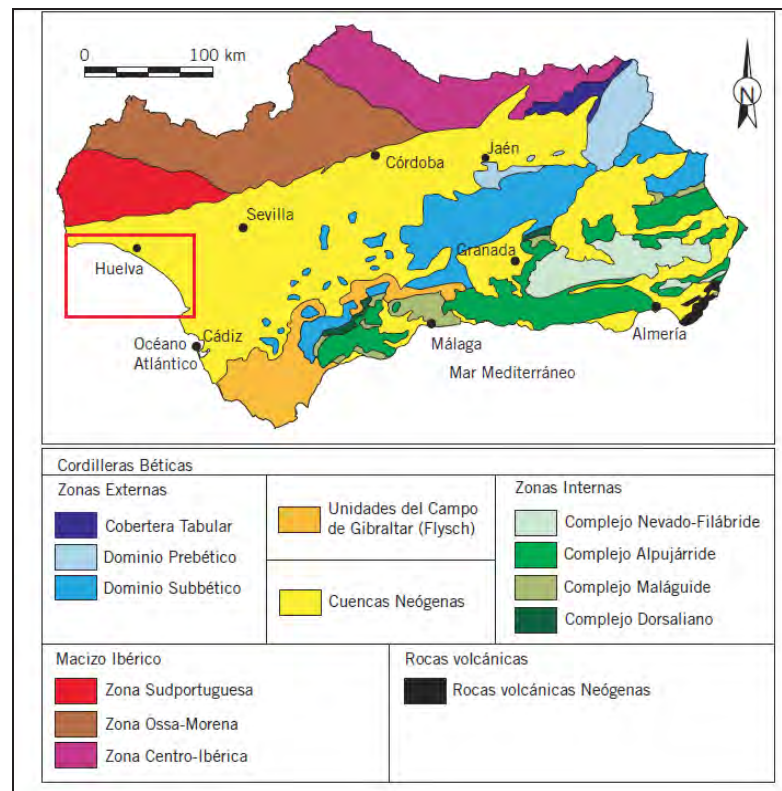 0 100 km
N
Jaén
Córdoba
Sevilla
Granada
Huelva
Almería
Cádiz
Málaga
Océano
Atlántico
Mar Mediterráneo
Cordilleras Béticas
Zonas Externas
Cobertera Tabular
Dominio Prebético
Dominio Subbético
Unidades del Campo
de Gibraltar (Flysch)
Cuencas Neógenas
Zonas Internas
Complejo Nevado-Filábride
Complejo Alpujárride
Complejo Maláguide
Complejo Dorsaliano
Macizo Ibérico
Zona Sudportuguesa
Zona Ossa-Morena
Zona Centro-Ibérica
Rocas volcánicas
Rocas volcánicas Neógenas